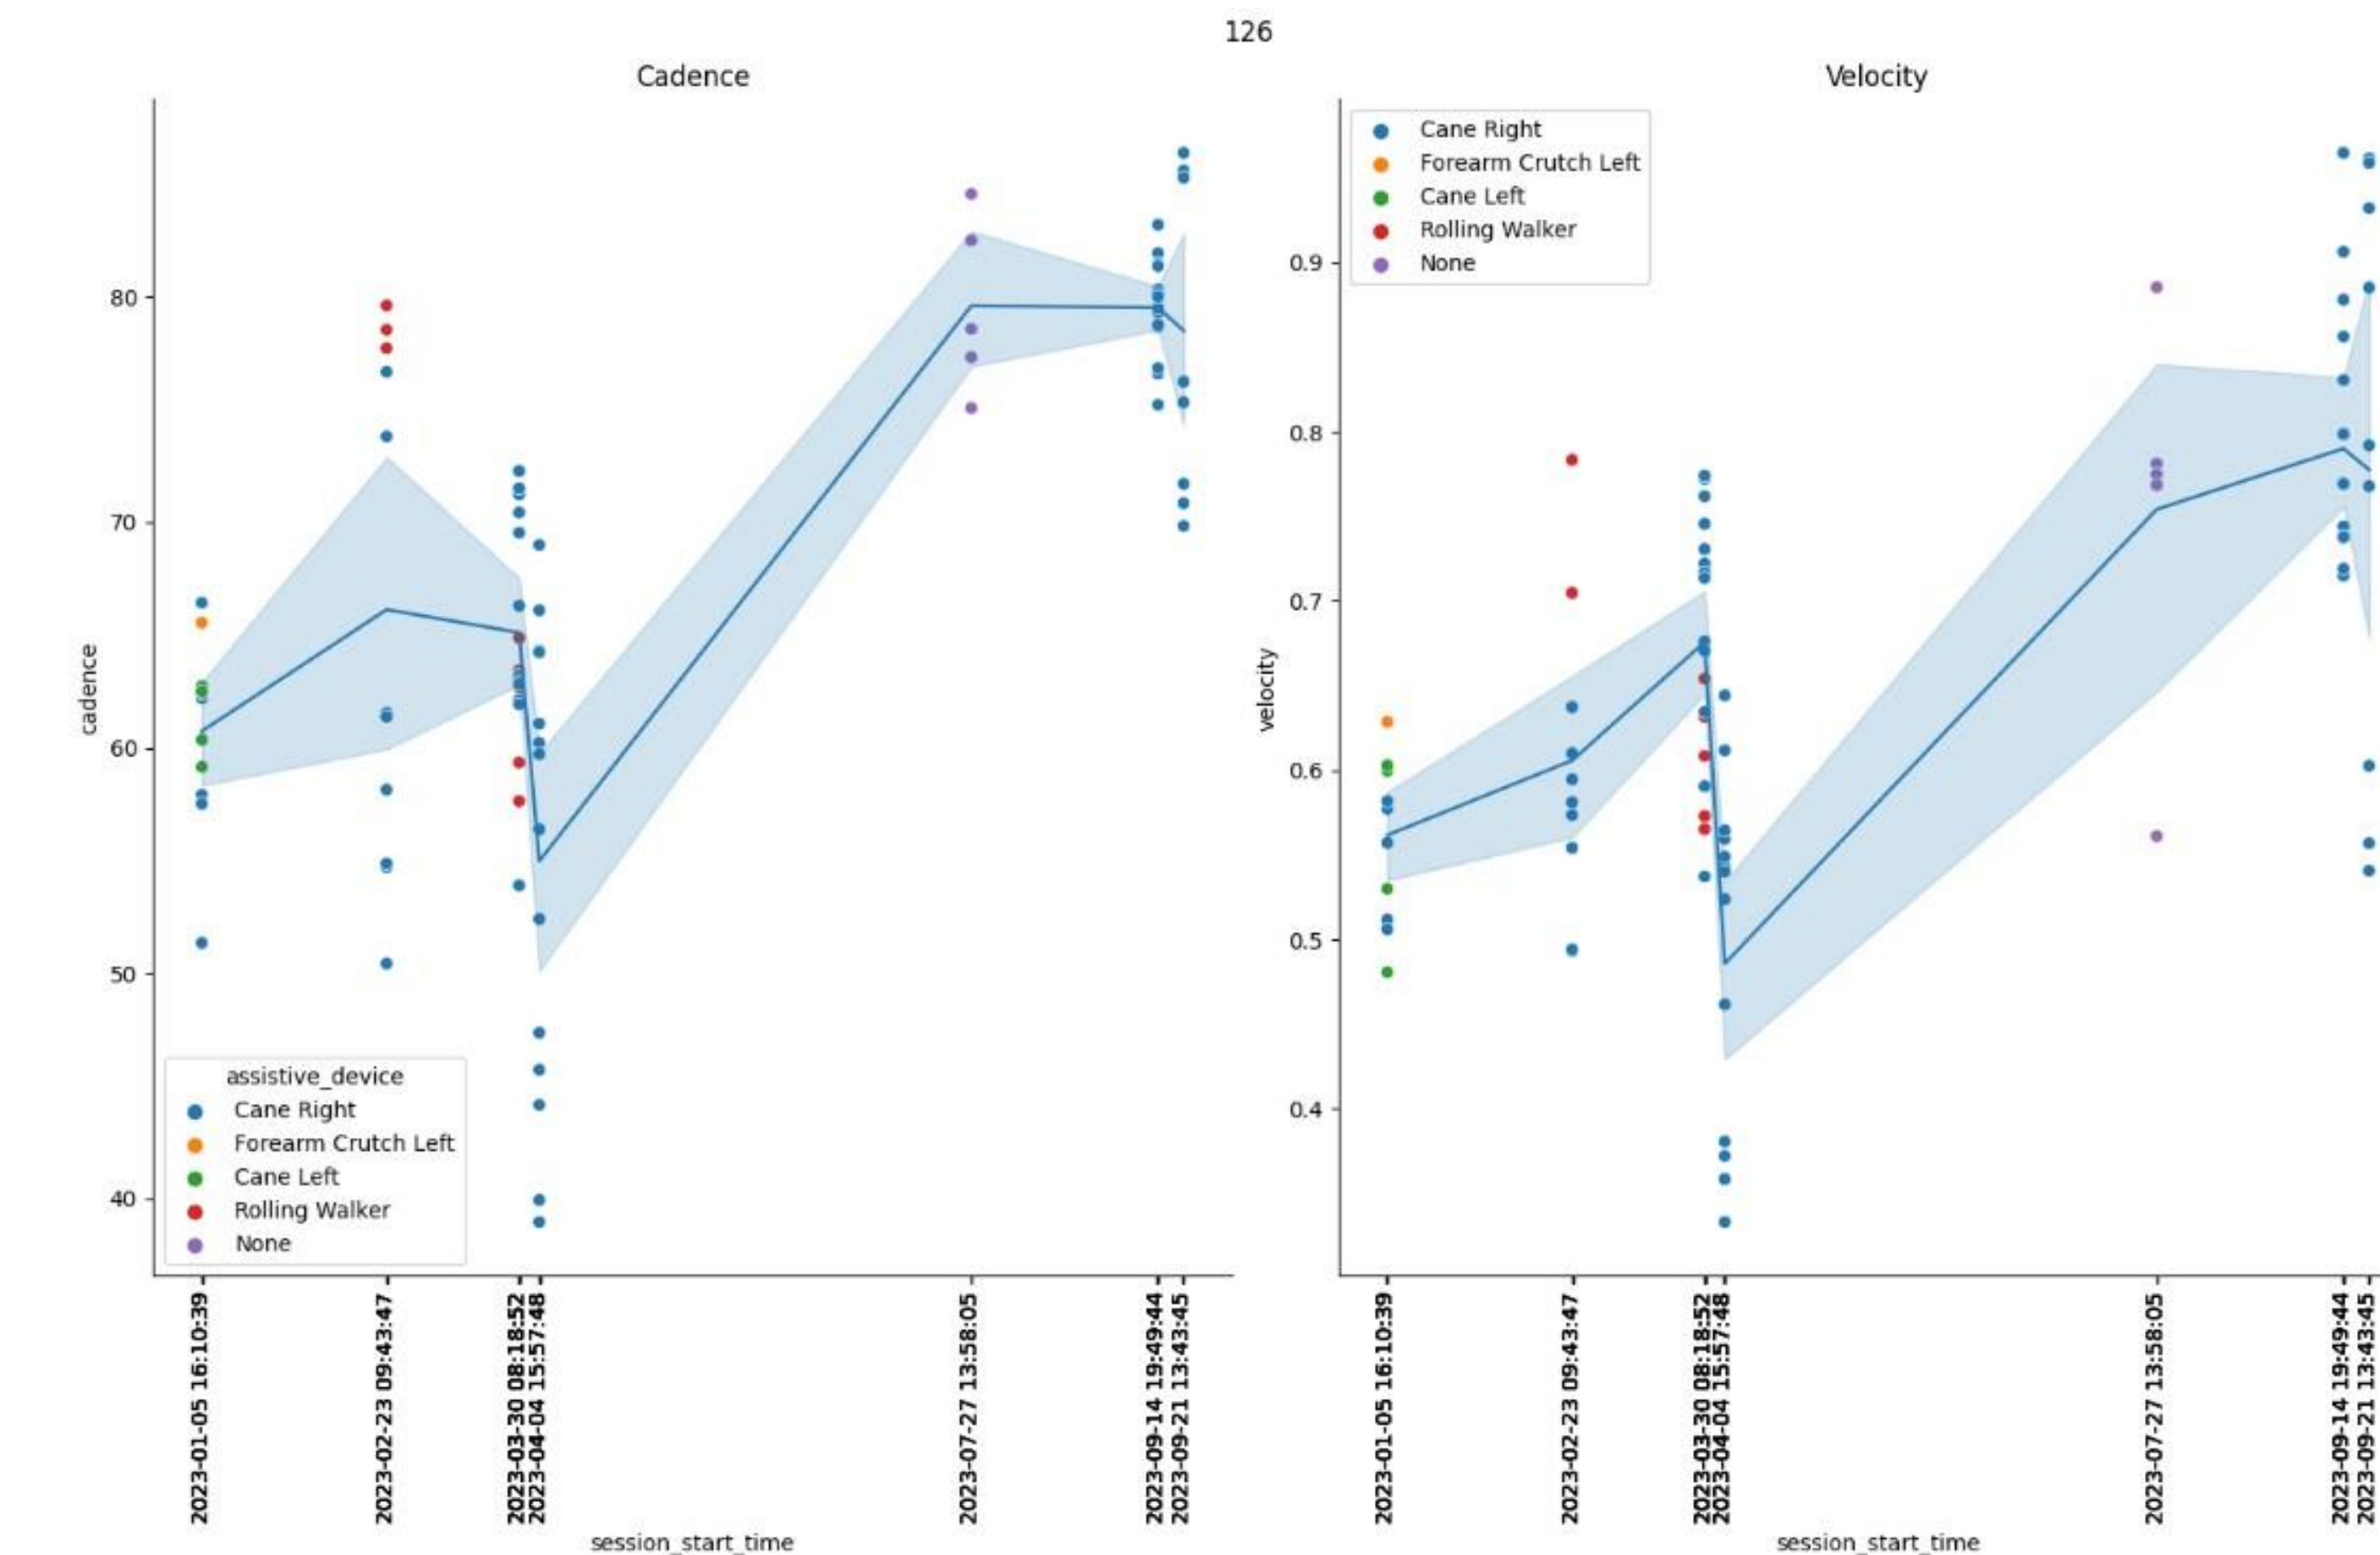 126
Cadence
cadence
80
70
60
50
40
assistive_device
Cane Right
Forearm Crutch Left
Cane Left
Rolling Walker
None
2023-01-05 16:10:39
2023-02-23 09:43:47
2023-03-30 08:18:52
2023-04-04 15:57:48
2023-07-27 13:58:05
2023-09-14 19:49:44
2023-09-21 13:43:45
session_start_time
Velocity
velocity
Cane Right
Forearm Crutch Left
Cane Left
Rolling Walker
None
0.9
0.8
0.7
0.6
0.5
0.4
2023-01-05 16:10:39
2023-02-23 09:43:47
2023-03-30 08:18:52
2023-04-04 15:57:48
2023-07-27 13:58:05
2023-09-14 19:49:44
2023-09-21 13:43:45
session_start_time